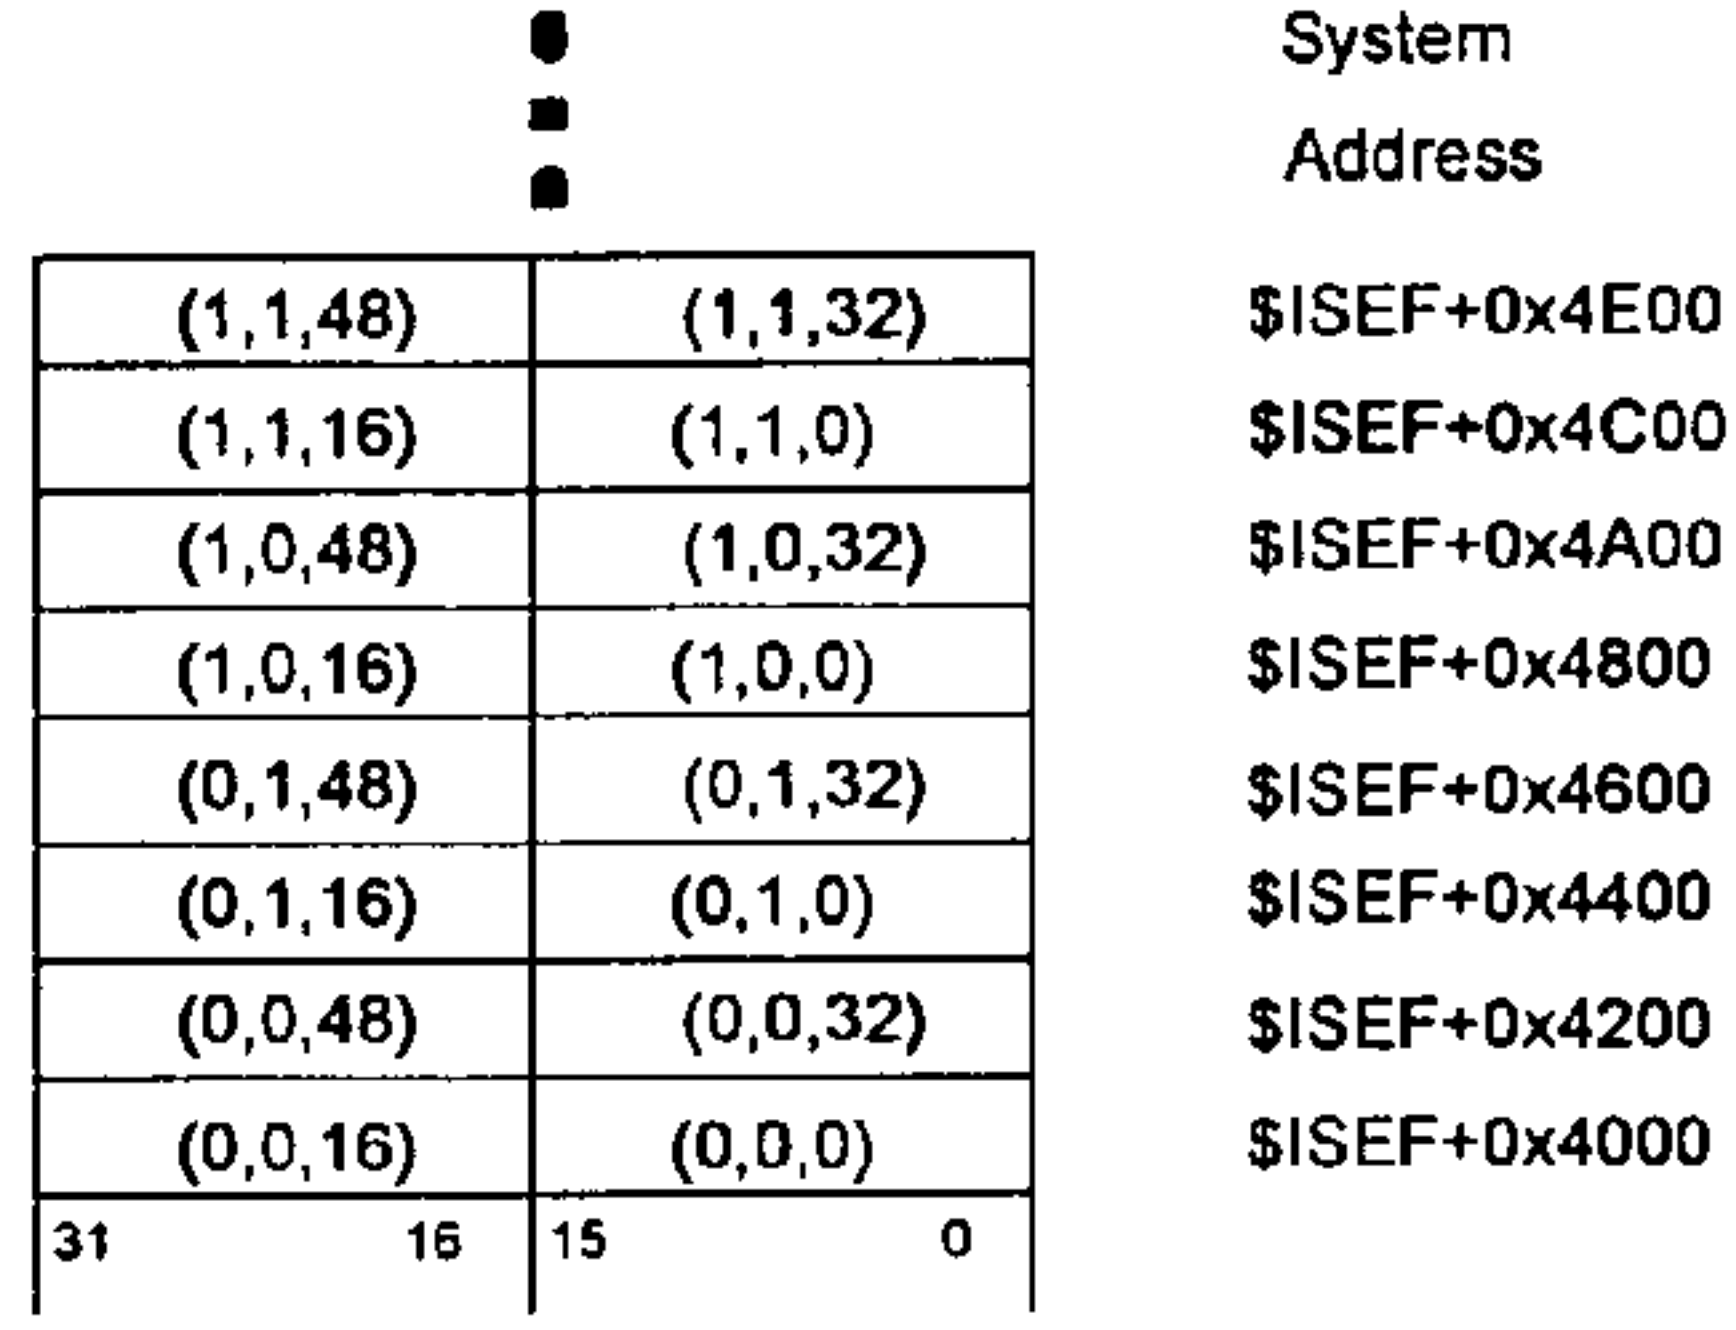 System
Address
(1,1,48) (1,1,32) $ISEF+0x4E00
(1,1,16) (1,1,0) $ISEF+0x4C00
(1,0,48) (1,0,32) $ISEF+0x4A00
(1,0,16) (1,0,0) $ISEF+0x4800
(0,1,48) (0,1,32) $ISEF+0x4600
(0,1,16) (0,1,0) $ISEF+0x4400
(0,0,48) (0,0,32) $ISEF+0x4200
(0,0,16) (0,0,0) $ISEF+0x4000
31 16 15 0